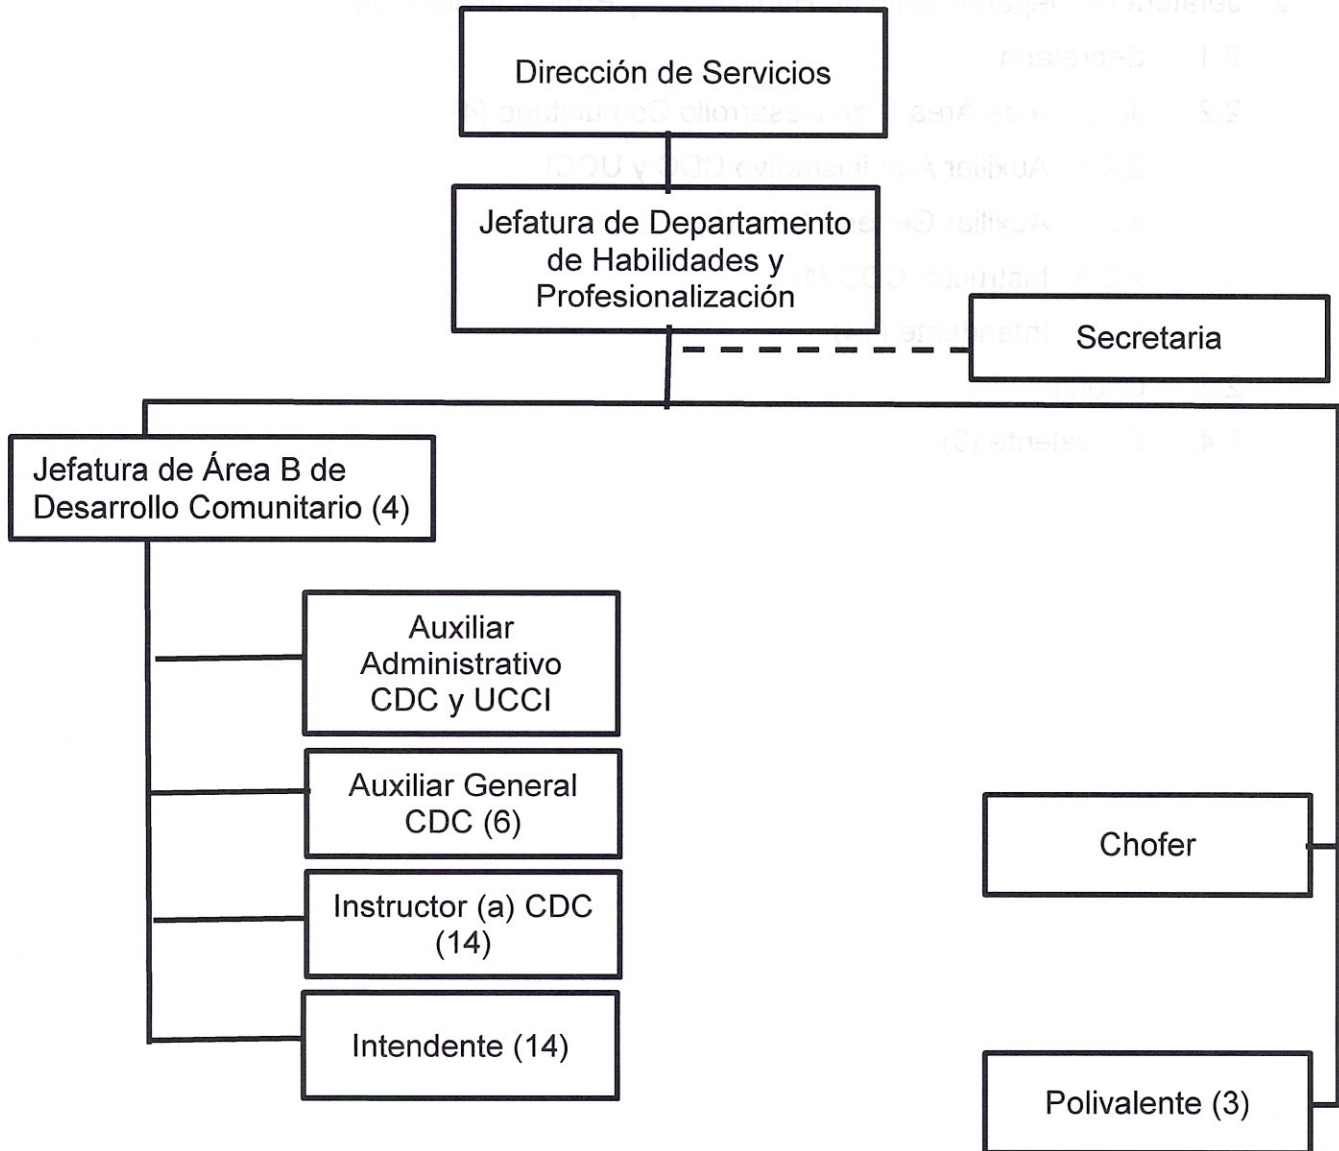 Dirección de Servicios
Jefatura de Departamento
de Habilidades y
Profesionalización
Secretaria
Jefatura de Área B de
Desarrollo Comunitario (4)
Auxiliar
Administrativo
CDC y UCCI
Auxiliar General
CDC (6)
Instructor (a) CDC
(14)
Intendente (14)
Chofer
Polivalente (3)